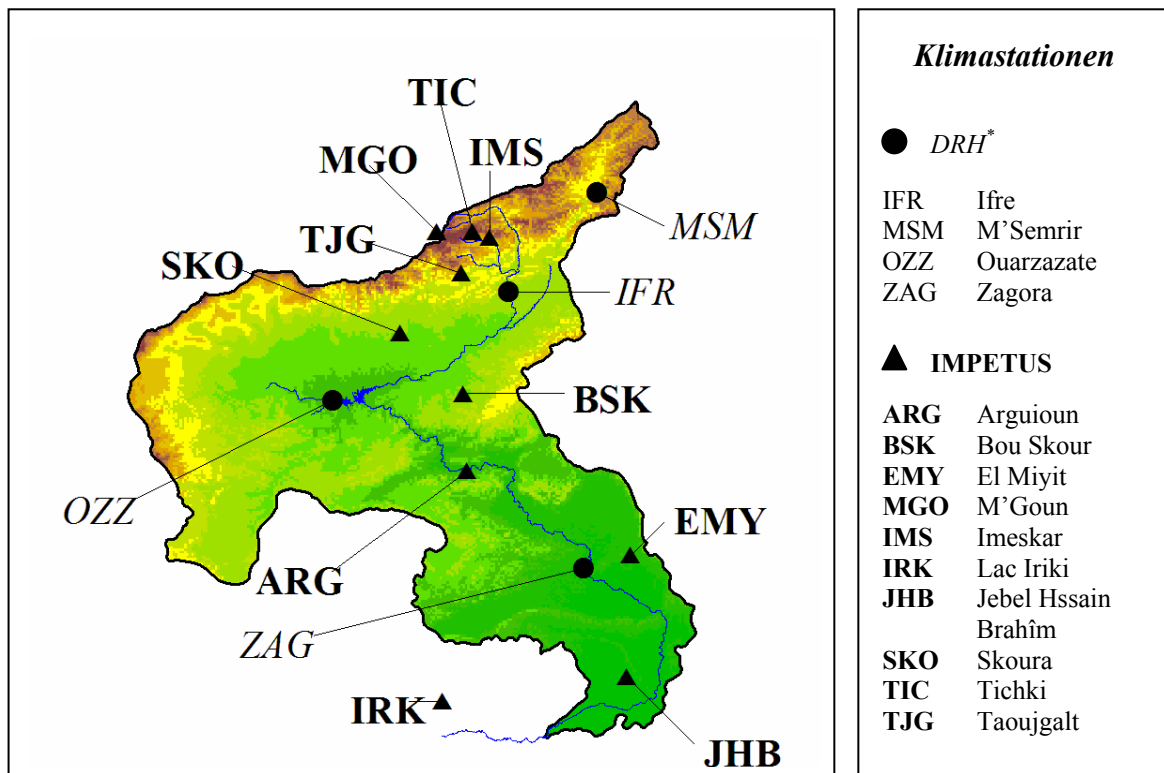 TIC
MGO
IMS
TJG
MSM
SKO
IFR
BSK
OZZ
EMY
ARG
ZAG
IRK
JHB
Klimastationen
DRH*
IFR Ifre
MSM M’Semrir
OZZ Ouarzazate
ZAG Zagora
IMPETUS
ARG Arguioun
BSK Bou Skour
EMY El Miyit
MGO M’Goun
IMS Imeskar
IRK Lac Iriki
JHB Jebel Hssain
Brahîm
SKO Skoura
TIC Tichki
TJG Taoujgalt